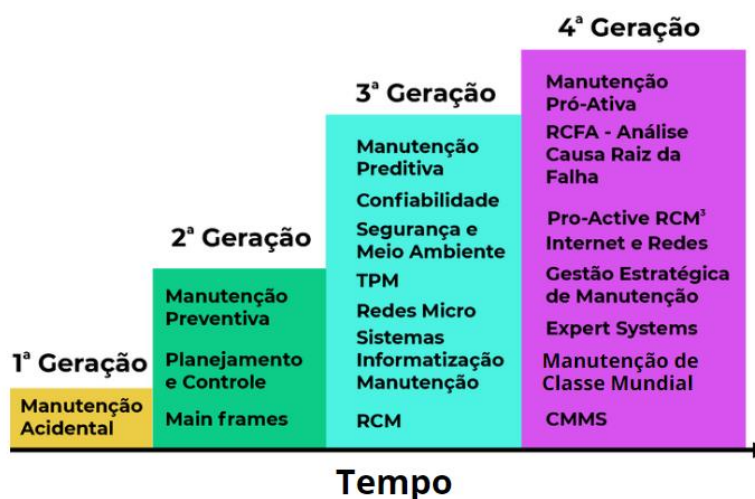 1ª Geração
Manutenção
Acidental
2ª Geração
Manutenção
Preventiva
Planejamento
e Controle
Main frames
3ª Geração
Manutenção
Preditiva
Confiabilidade
Segurança e
Meio Ambiente
TPM
Redes Micro
Sistemas
Informatização
Manutenção
RCM
4ª Geração
Manutenção
Pró-Ativa
RCFA - Análise
Causa Raiz da
Falha
Pro-Active RCM³
Internet e Redes
Gestão Estratégica
de Manutenção
Expert Systems
Manutenção de
Classe Mundial
CMMS
Tempo